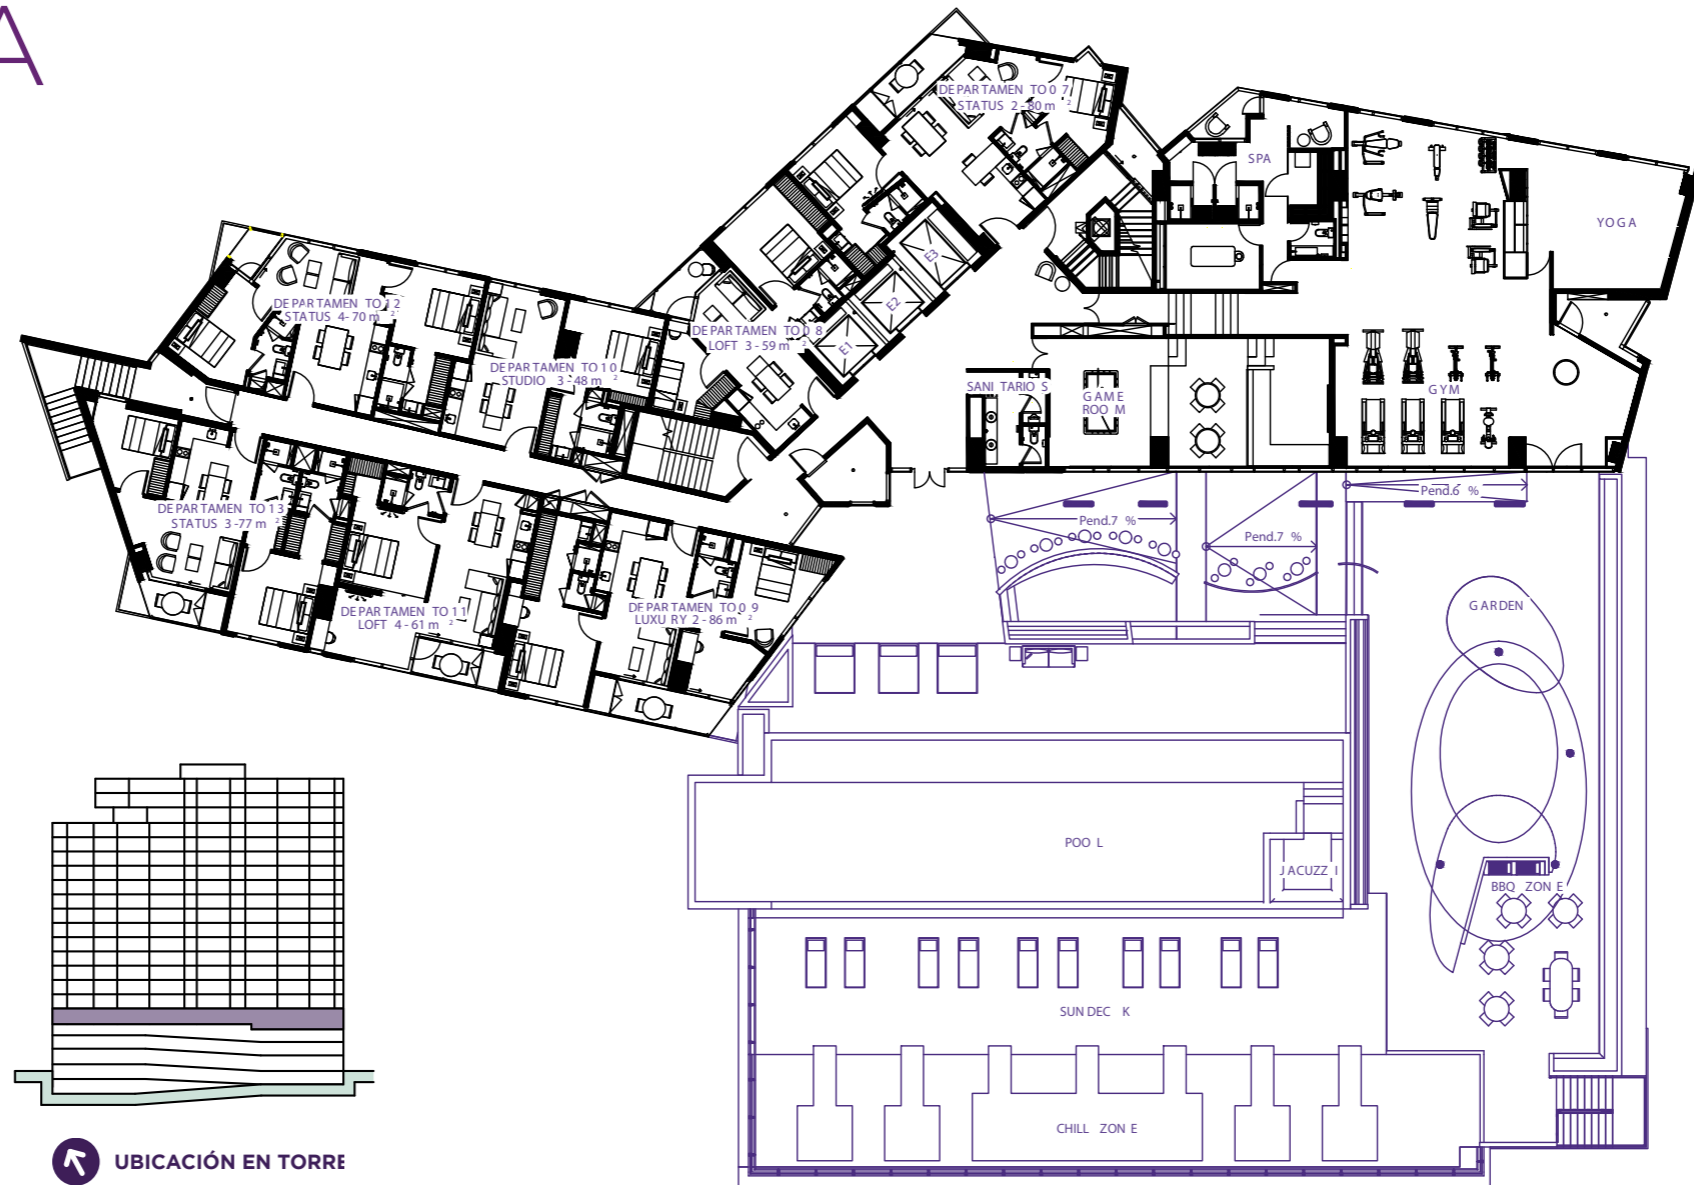 A
DEPARTAMENTO 07
STATUS 2 - 80 m²
SPA
YOGA
E3
E2
E1
DEPARTAMENTO 12
STATUS 4 - 70 m²
DEPARTAMENTO 08
LOFT 3 - 59 m²
DEPARTAMENTO 10
STUDIO 3 - 48 m²
SANITARIOS
GAME
ROOM
GYM
DEPARTAMENTO 13
STATUS 3 - 77 m²
Pend.6 %
Pend.7 %
Pend.7 %
DEPARTAMENTO 11
LOFT 4 - 61 m²
DEPARTAMENTO 09
LUXURY 2 - 86 m²
GARDEN
POOL
JACUZZI
BBQ ZONE
SUN DECK
CHILL ZONE
UBICACIÓN EN TORRE